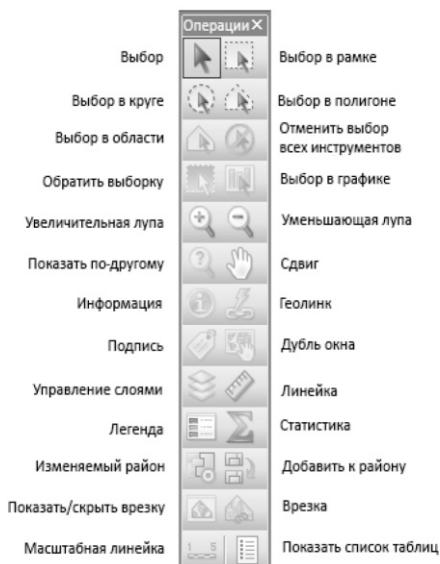 Операции
Выбор
Выбор в рамке
Выбор в круге
Выбор в полигоне
Выбор в области
Отменить выбор
всех инструментов
Обратить выборку
Выбор в графике
Увеличительная лупа
Уменьшающая лупа
Показать по-другому
Сдвиг
Информация
Геолинк
Подпись
Дубль окна
Управление слоями
Линейка
Легенда
Статистика
Изменяемый район
Добавить к району
Показать/скрыть врезку
Врезка
Масштабная линейка
1 5
Показать список таблиц